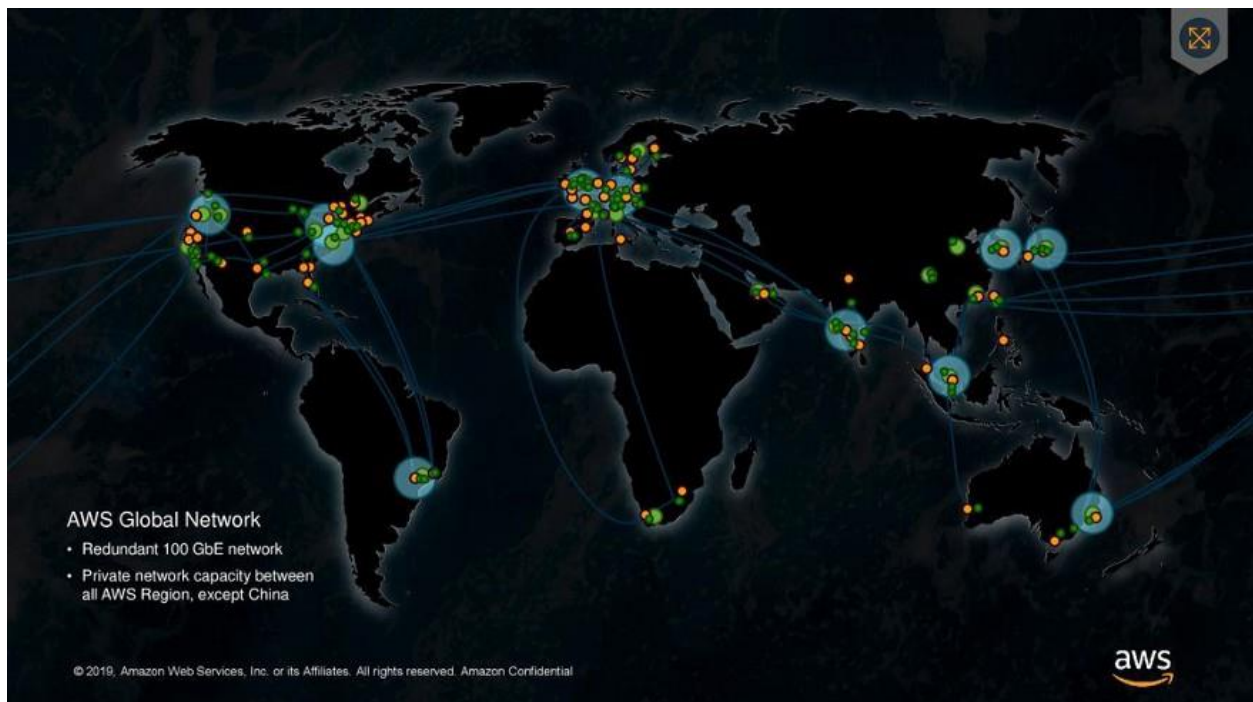 AWS Global Network
• Redundant 100 GbE network
• Private network capacity between
all AWS Region, except China
© 2019, Amazon Web Services, Inc. or its Affiliates. All rights reserved. Amazon Confidential
aws